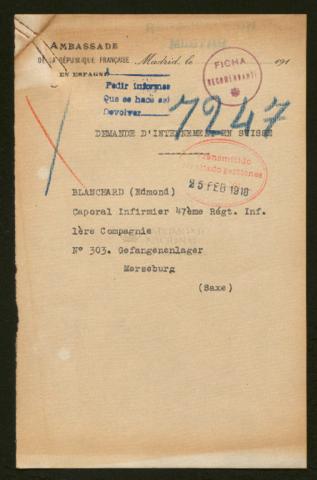 AMBASSADE
DE LA RÉPUBLIQUE FRANÇAISE
EN ESPAGNE
Madrid, le 191
FICHA
Pedir informes
Que se hace así
Devolver
7247
DEMANDE D'INTERNEMENT EN SUISSE
Transmitido
25 FEB 1918
BLANCHARD (Edmond)
Caporal Infirmier 47ème Régt. Inf.
1ère Compagnie
N° 303. Gefangenenlager
Merseburg
(Saxe)